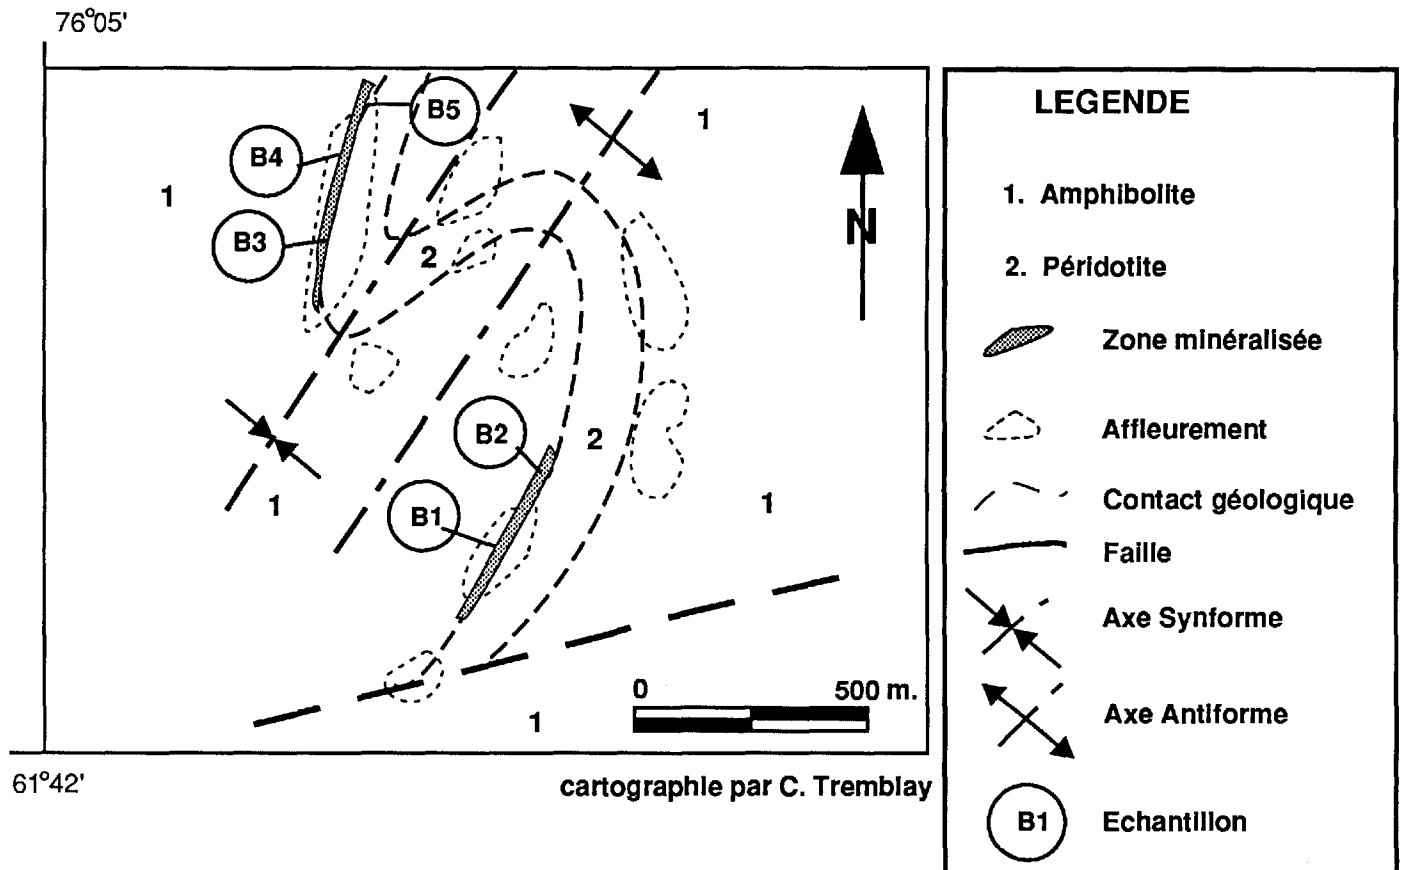 76°05'
B5
1
B4
1
B3
N
2
B2
2
1
1
B1
0 500 m.
1
61°42'
cartographie par C. Tremblay
LEGENDE
1. Amphibolite
2. Péridotite
Zone minéralisée
Affleurement
Contact géologique
Faille
Axe Synforme
Axe Antiforme
B1 Echantillon